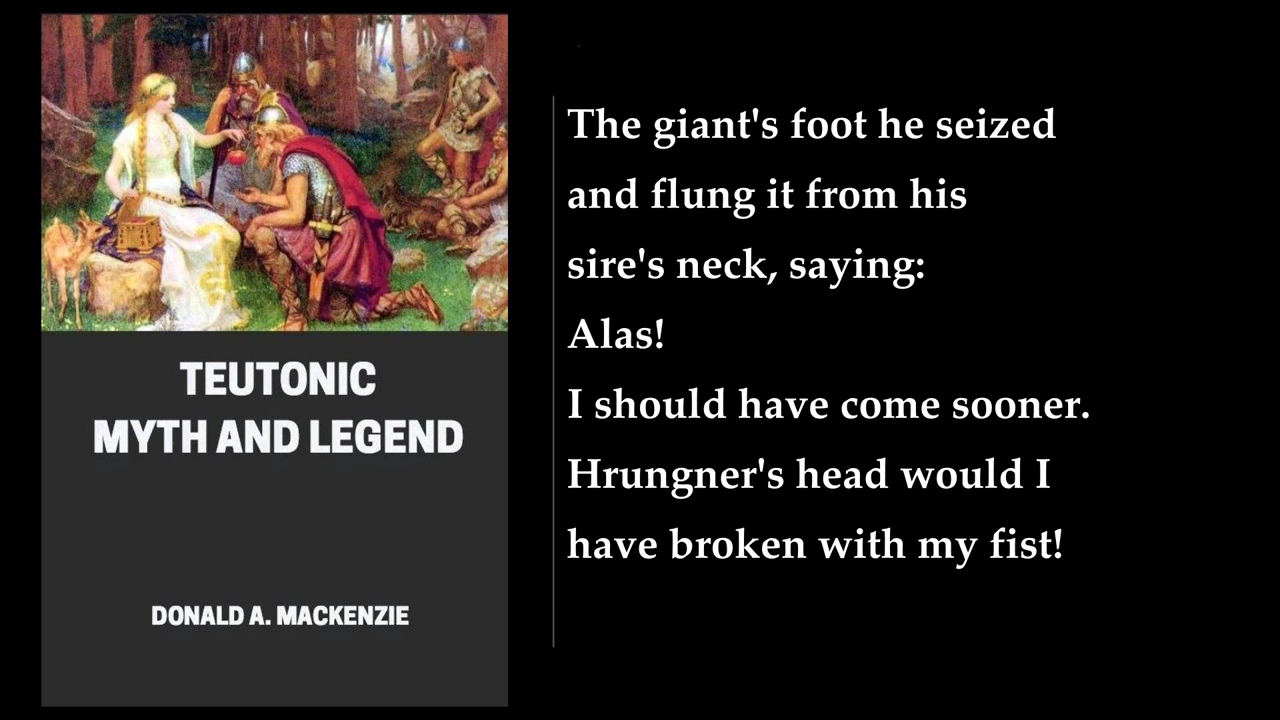 TEUTONIC
MYTH AND LEGEND
DONALD A. MACKENZIE
The giant's foot he seized
and flung it from his
sire's neck, saying:
Alas!
I should have come sooner.
Hrungner's head would I
have broken with my fist!